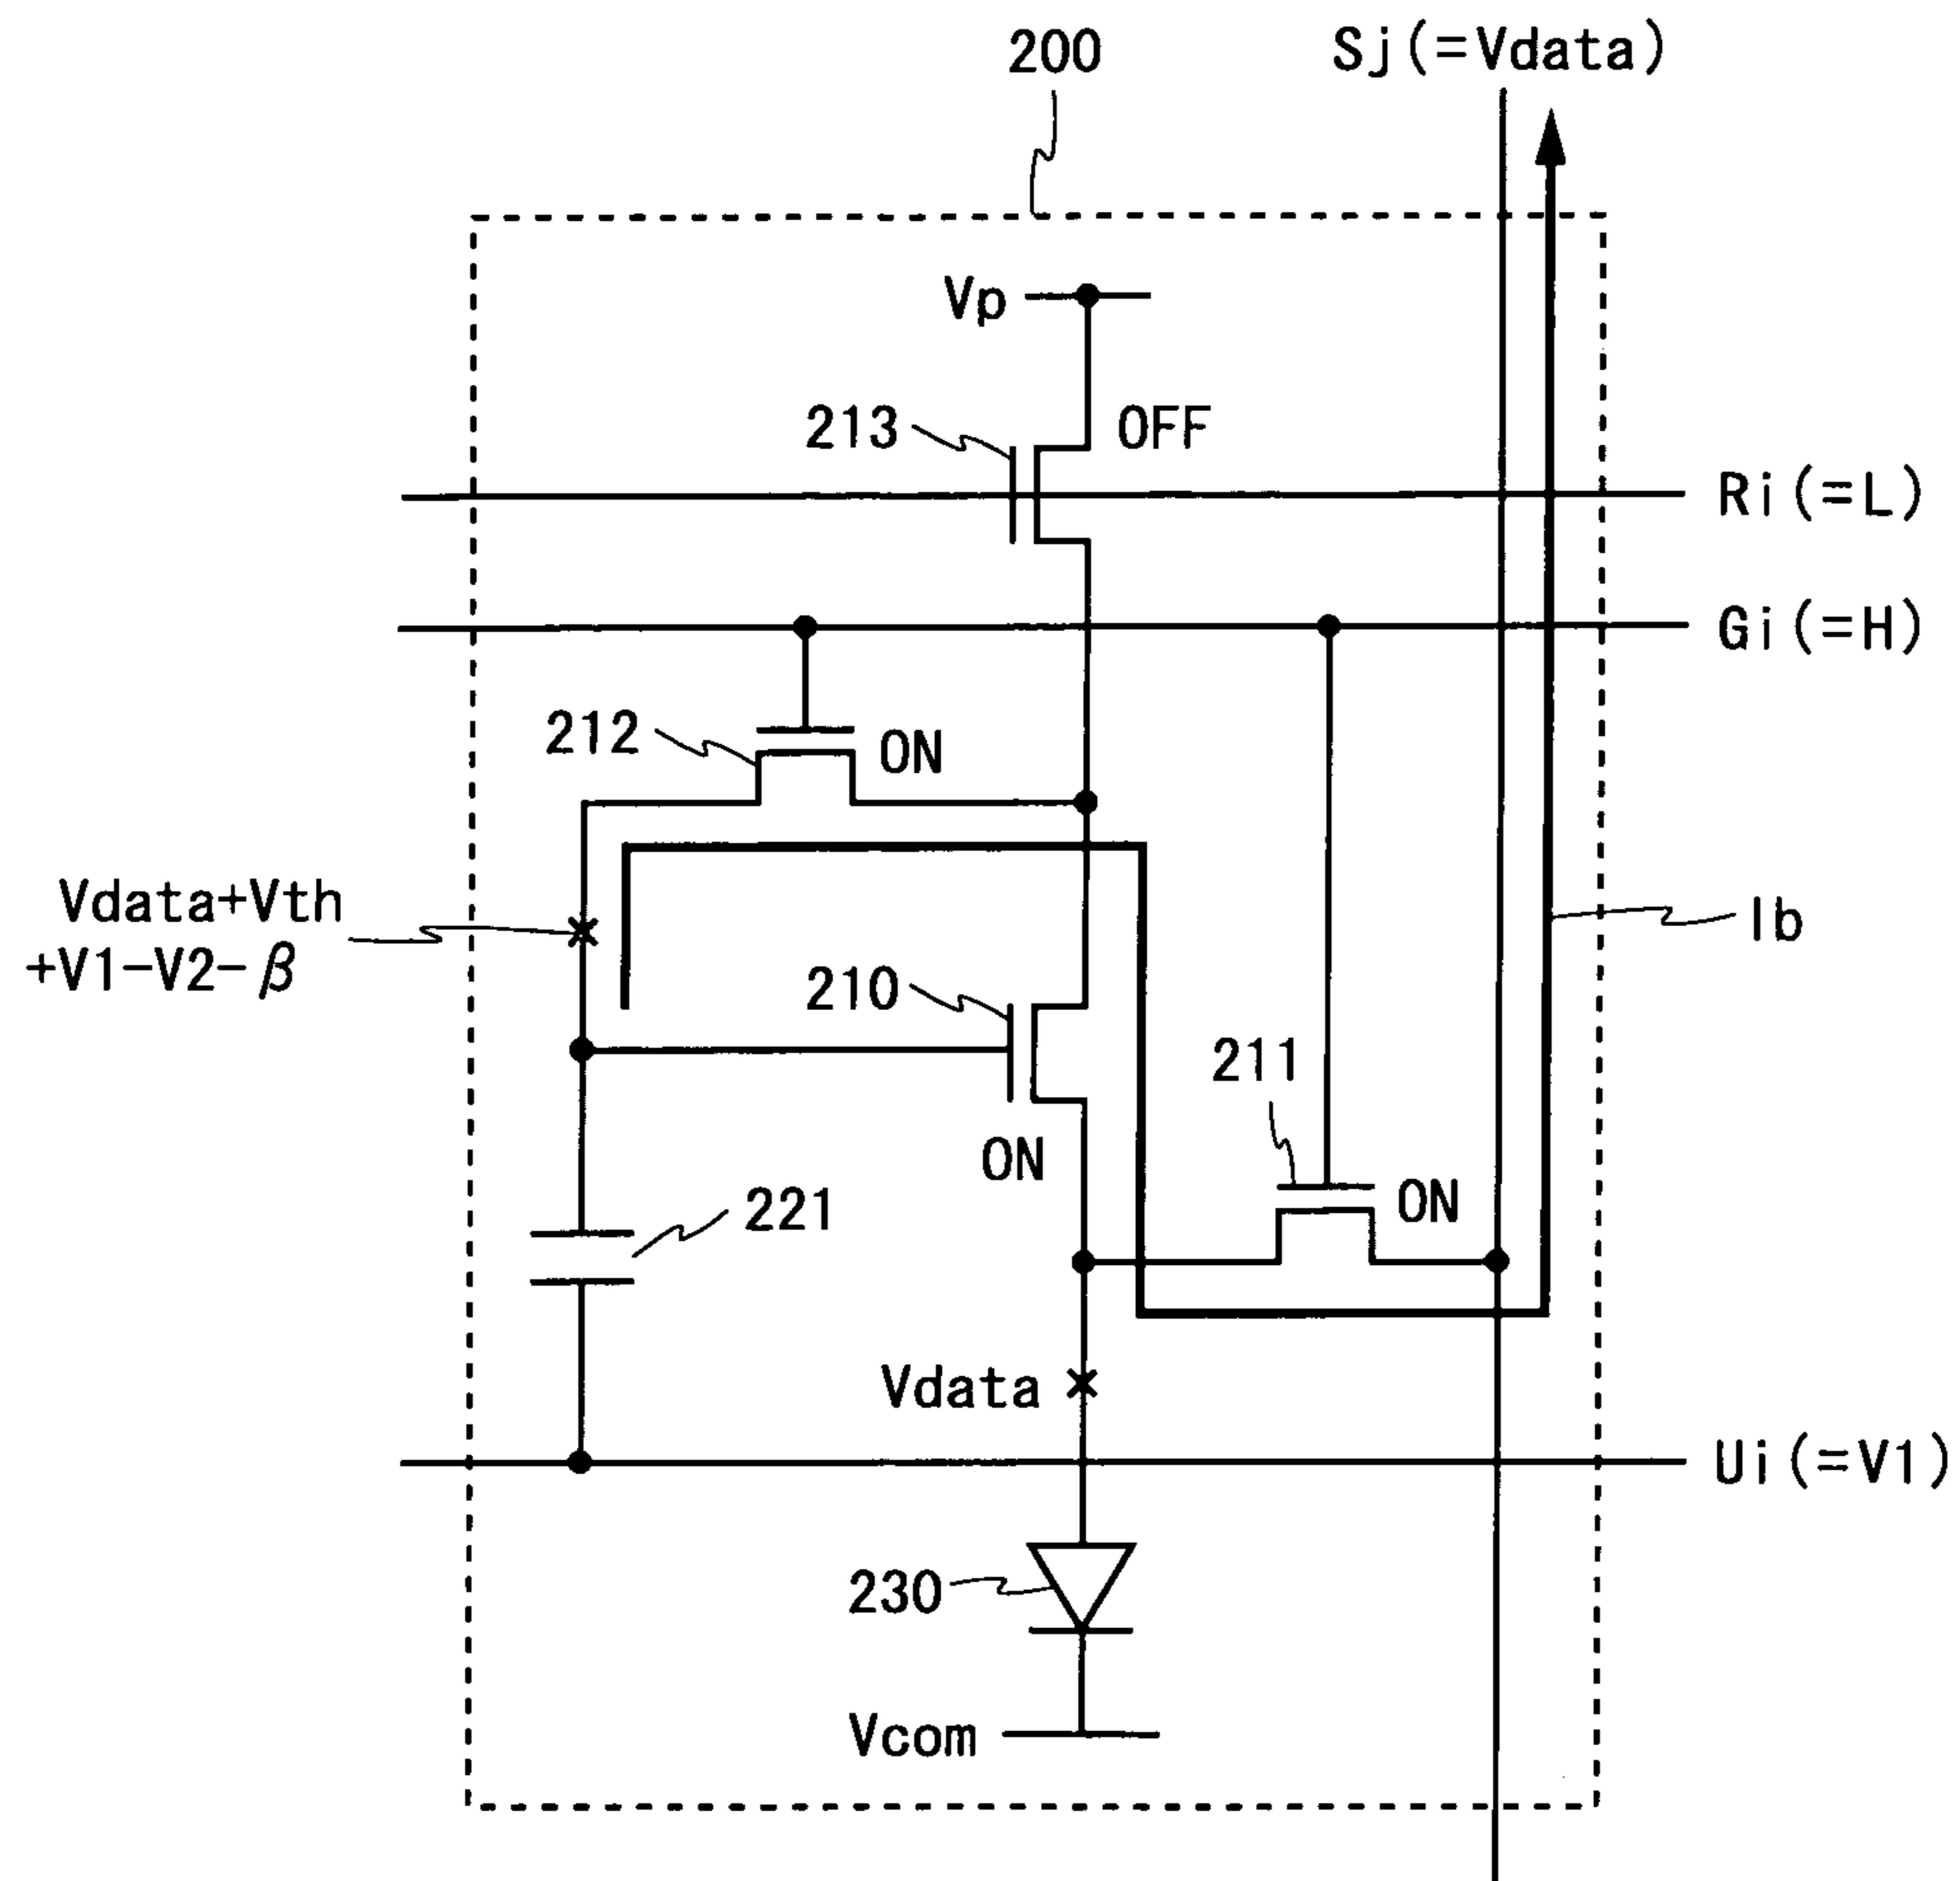 200
Sj(=Vdata)
Vp
213
OFF
Ri(=L)
Gi(=H)
212
ON
Vdata+Vth
+V1-V2-β
Ib
210
211
ON
ON
221
Vdata
Ui(=V1)
230
Vcom